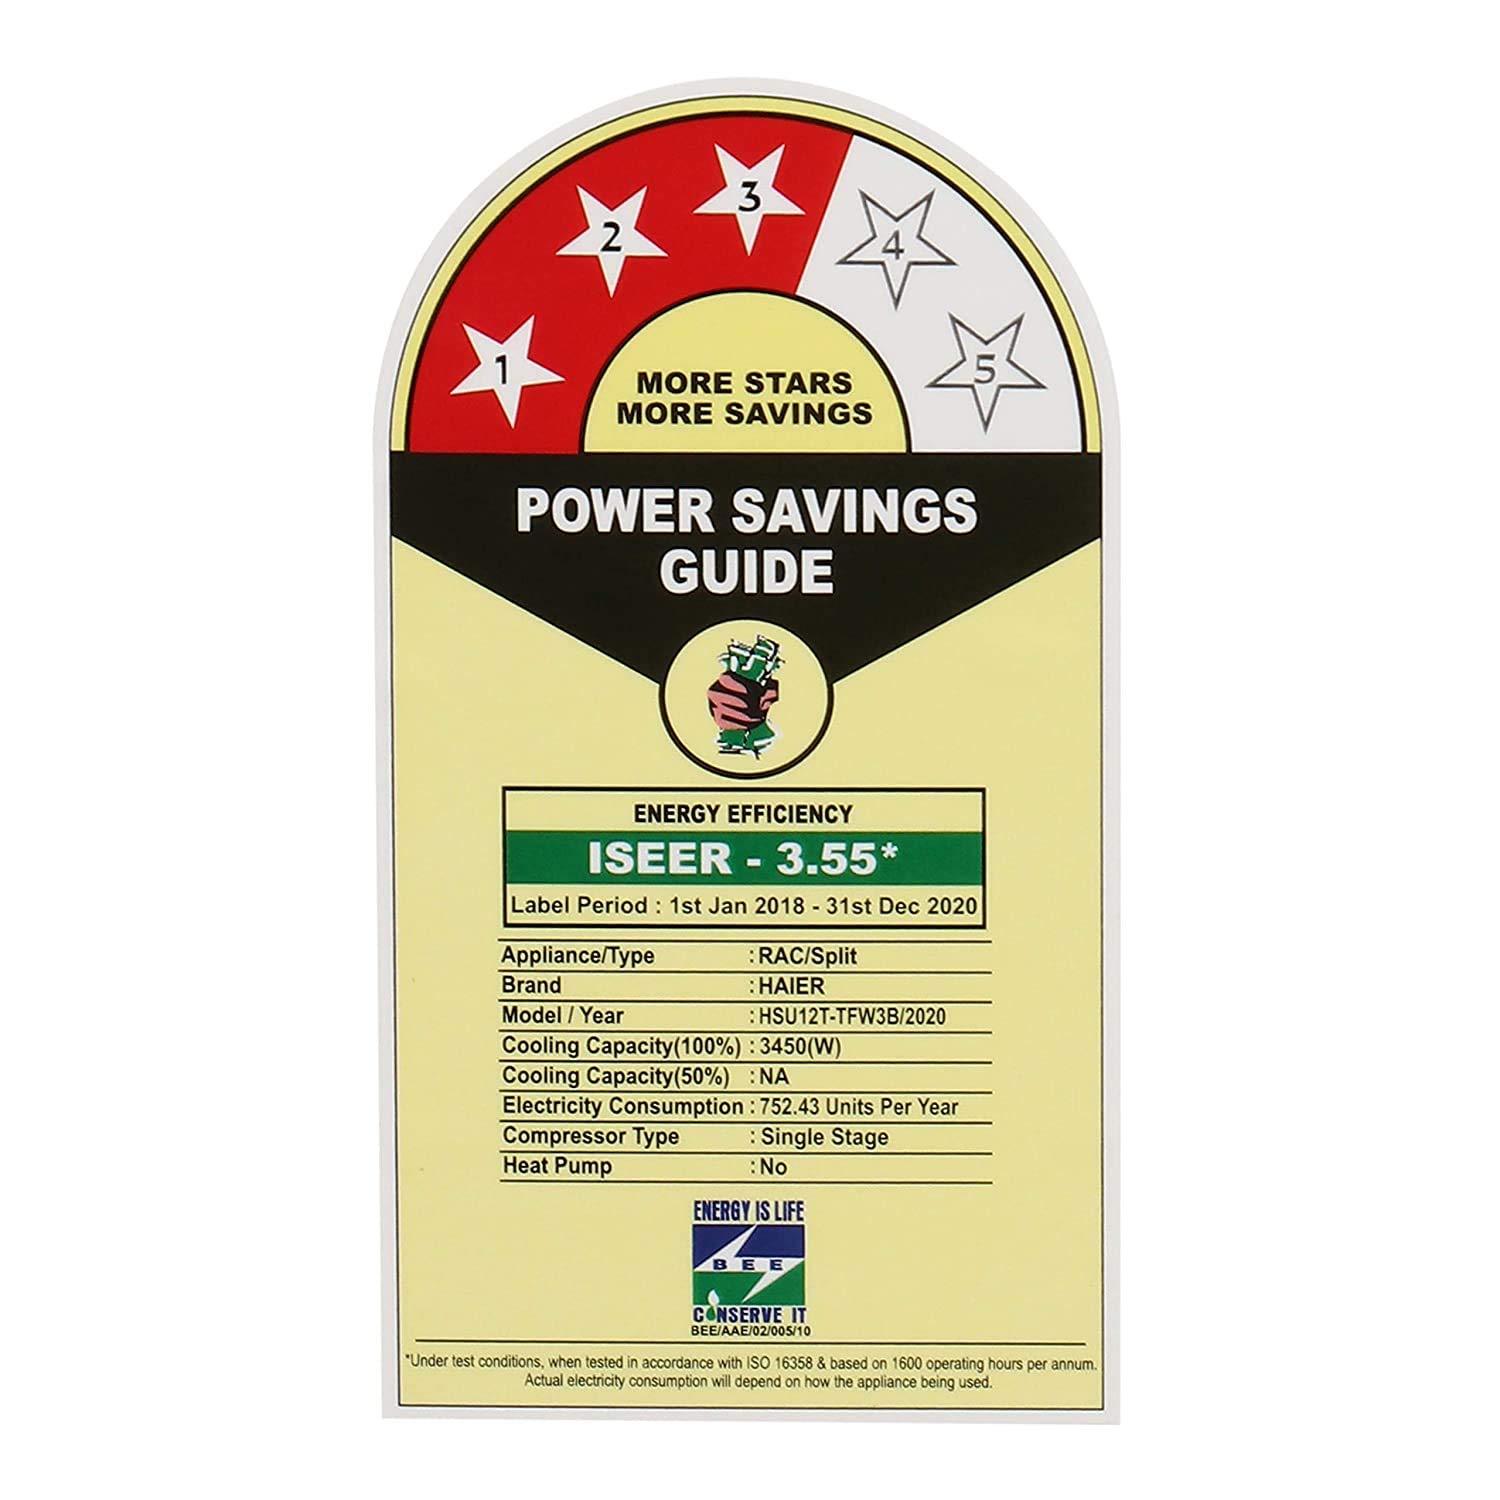 1 2 3 4 5
MORE STARS
MORE SAVINGS
POWER SAVINGS
GUIDE
ENERGY EFFICIENCY
ISEER - 3.55*
Label Period : 1st Jan 2018 - 31st Dec 2020
Appliance/Type : RAC/Split
Brand : HAIER
Model / Year : HSU12T-TFW3B/2020
Cooling Capacity(100%) : 3450(W)
Cooling Capacity(50%) : NA
Electricity Consumption : 752.43 Units Per Year
Compressor Type : Single Stage
Heat Pump : No
ENERGY IS LIFE
BEE
CONSERVE IT
BEE/AAE/02/005/10
*Under test conditions, when tested in accordance with ISO 16358 & based on 1600 operating hours per annum.
Actual electricity consumption will depend on how the appliance being used.